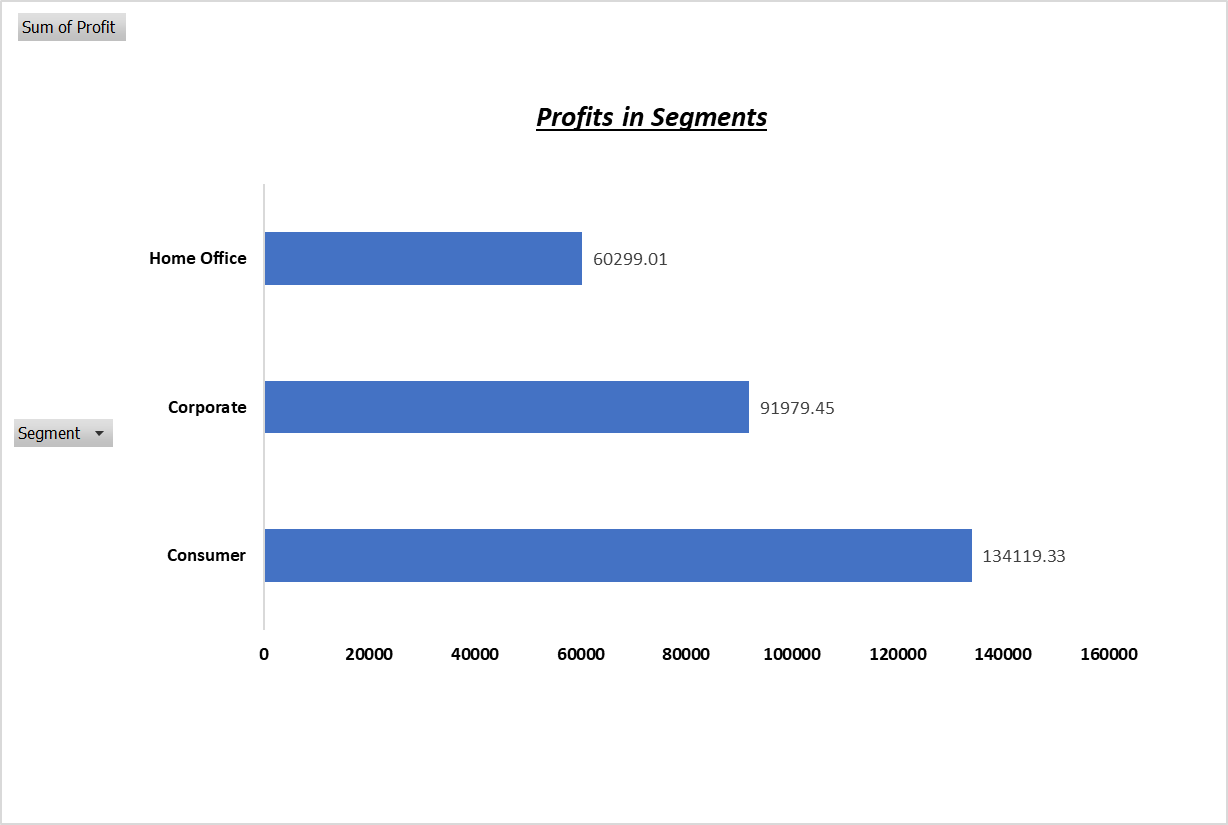 Sum of Profit
Profits in Segments
Home Office
60299.01
Corporate
91979.45
Segment
Consumer
134119.33
0 20000 40000 60000 80000 100000 120000 140000 160000